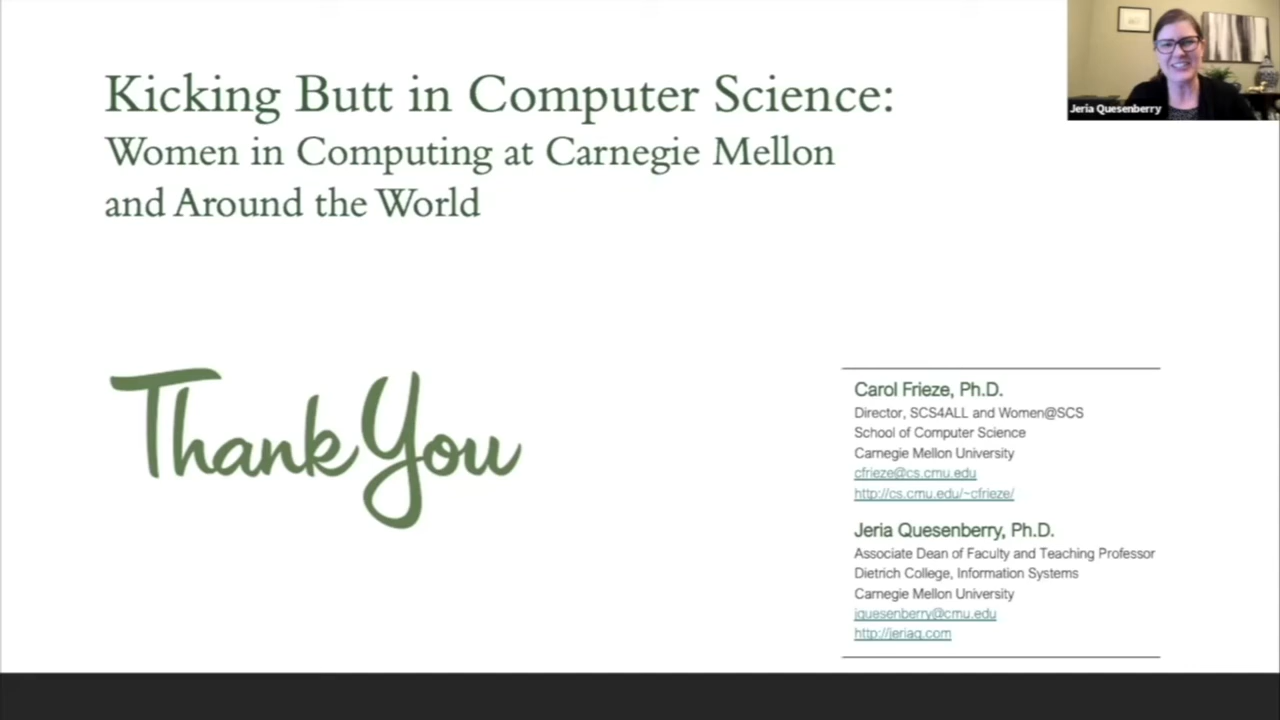 Kicking Butt in Computer Science:
Women in Computing at Carnegie Mellon
and Around the World
Jeria Quesenberry
Thank You
Carol Frieze, Ph.D.
Director, SCS4ALL and Women@SCS
School of Computer Science
Carnegie Mellon University
cfrieze@cs.cmu.edu
http://cs.cmu.edu/~cfrieze/
Jeria Quesenberry, Ph.D.
Associate Dean of Faculty and Teaching Professor
Dietrich College, Information Systems
Carnegie Mellon University
jquesenberry@cmu.edu
http://jeriaq.com